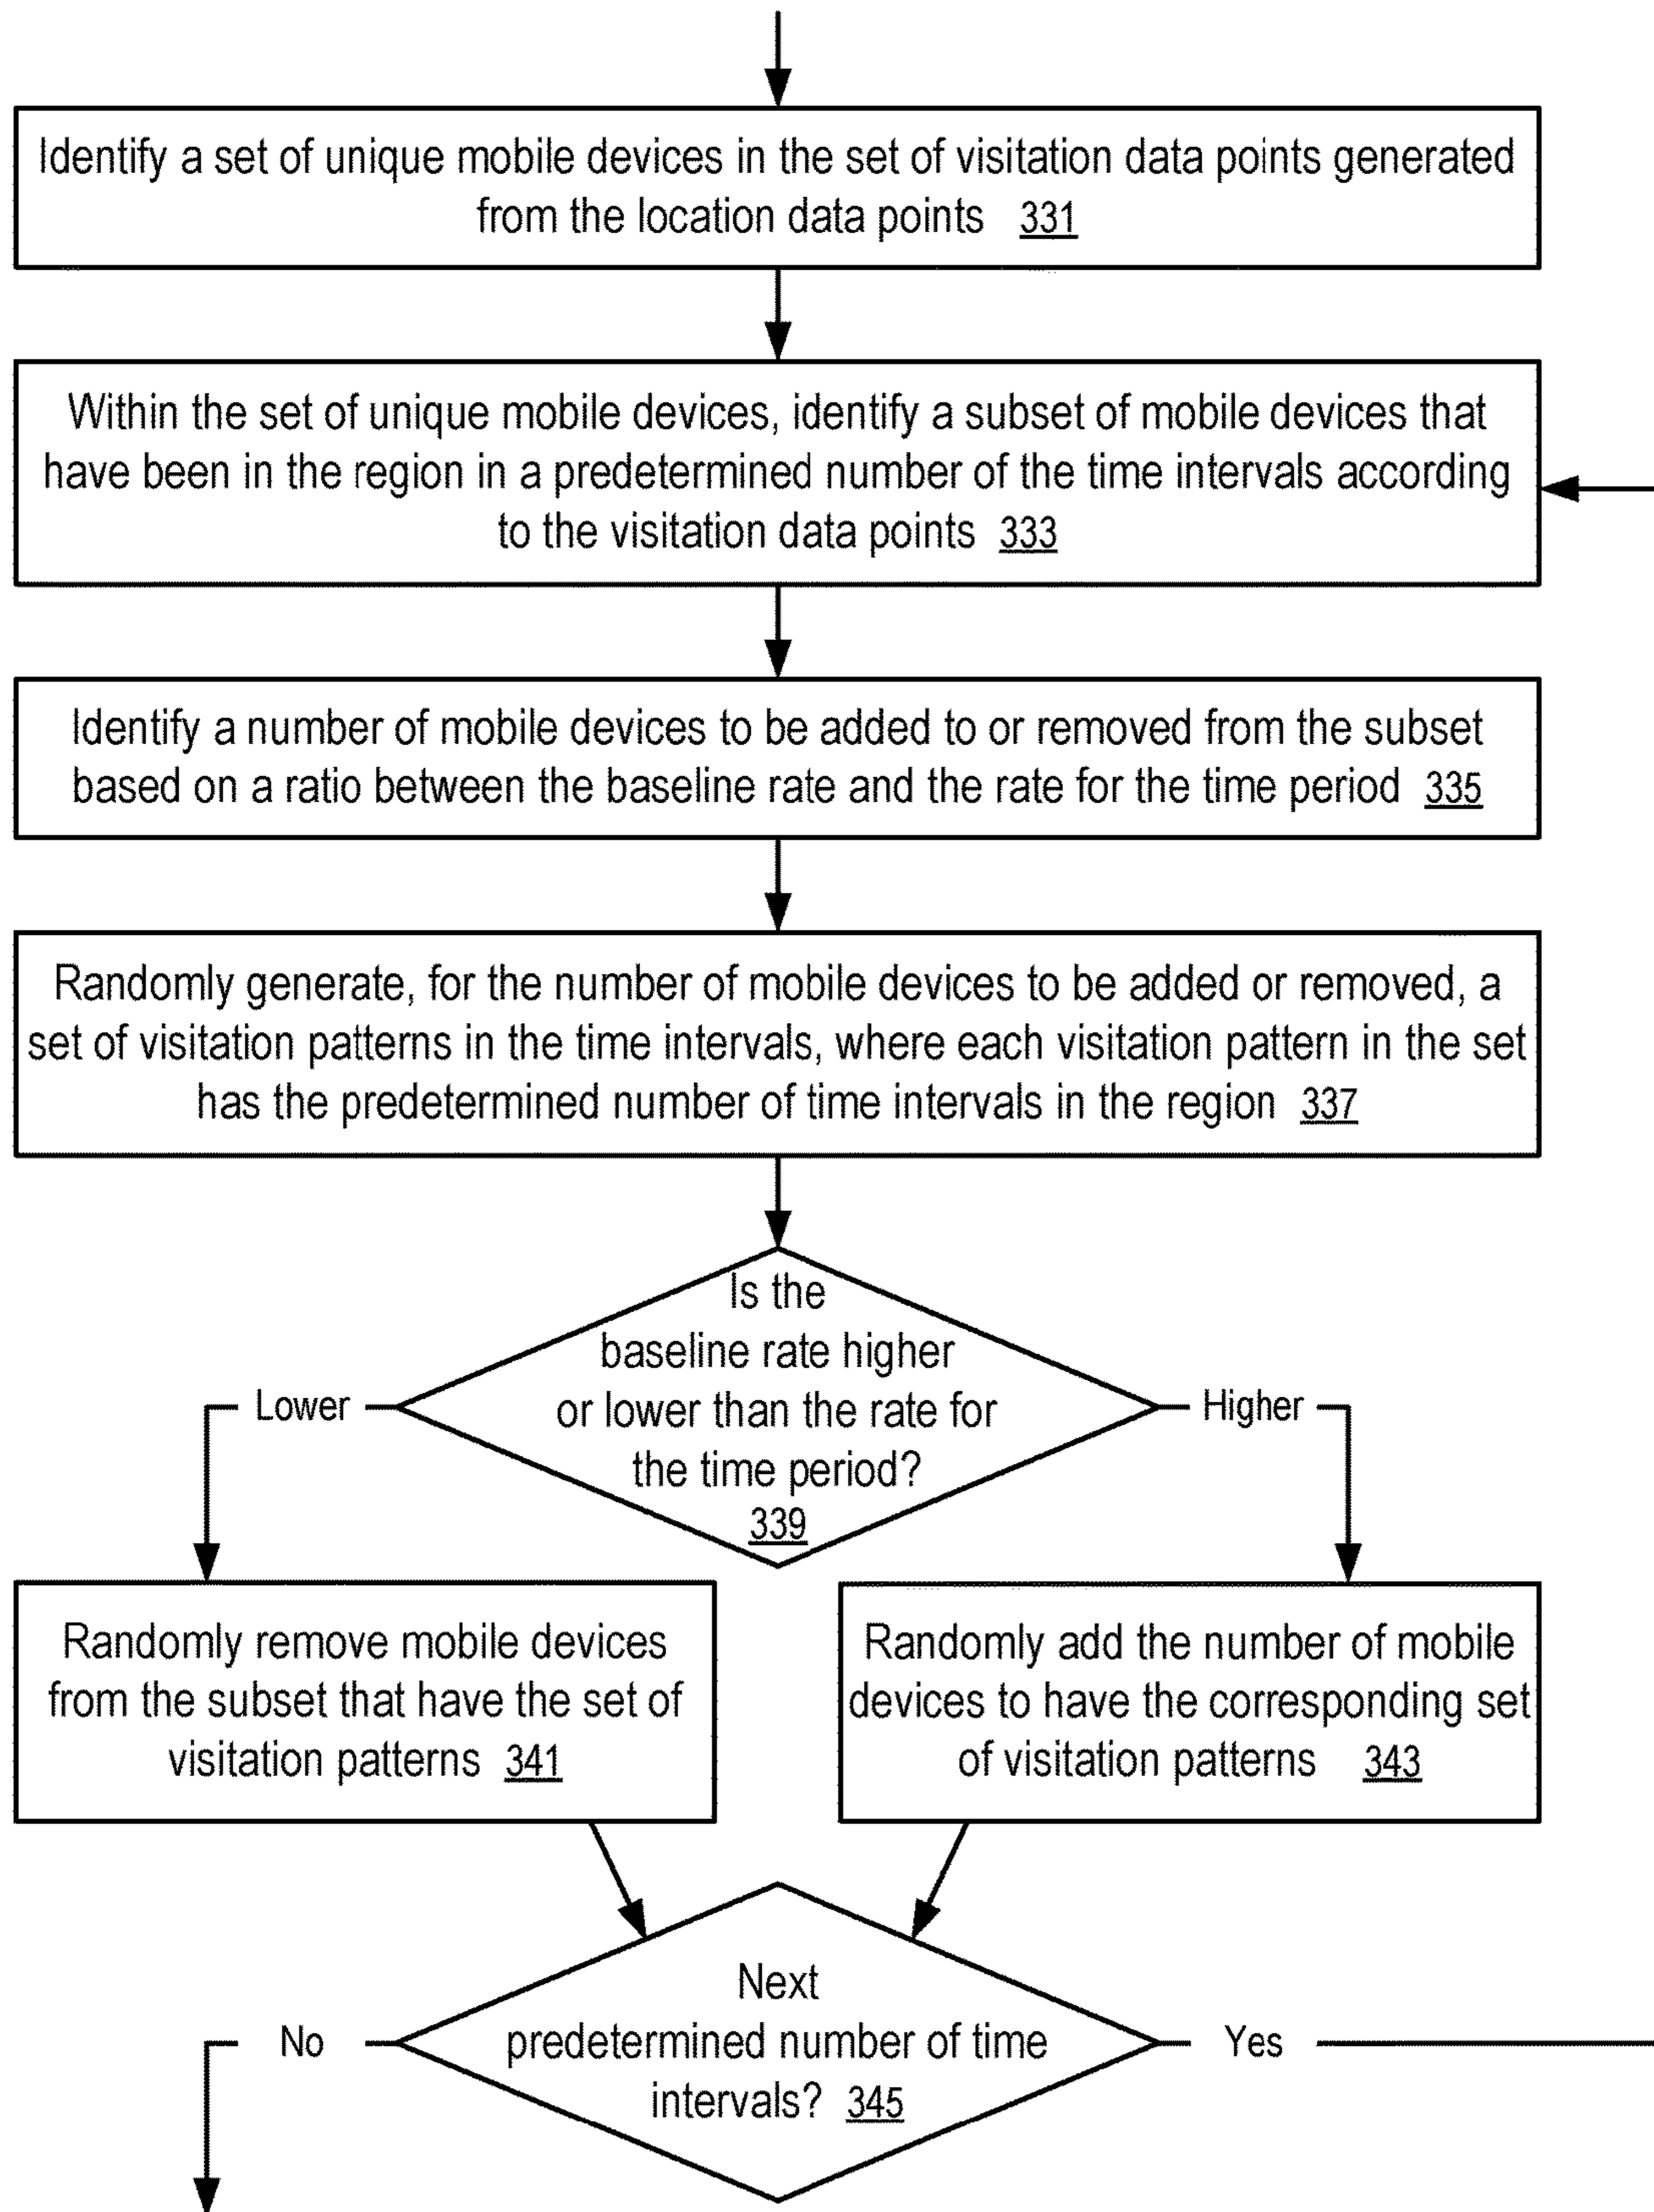 Identify a set of unique mobile devices in the set of visitation data points generated
from the location data points 331
Within the set of unique mobile devices, identify a subset of mobile devices that
have been in the region in a predetermined number of the time intervals according
to the visitation data points 333
Identify a number of mobile devices to be added to or removed from the subset
based on a ratio between the baseline rate and the rate for the time period 335
Randomly generate, for the number of mobile devices to be added or removed, a
set of visitation patterns in the time intervals, where each visitation pattern in the set
has the predetermined number of time intervals in the region 337
Is the
baseline rate higher
or lower than the rate for
the time period?
339
Lower
Higher
Randomly remove mobile devices
from the subset that have the set of
visitation patterns 341
Randomly add the number of mobile
devices to have the corresponding set
of visitation patterns 343
Next
predetermined number of time
intervals? 345
No
Yes